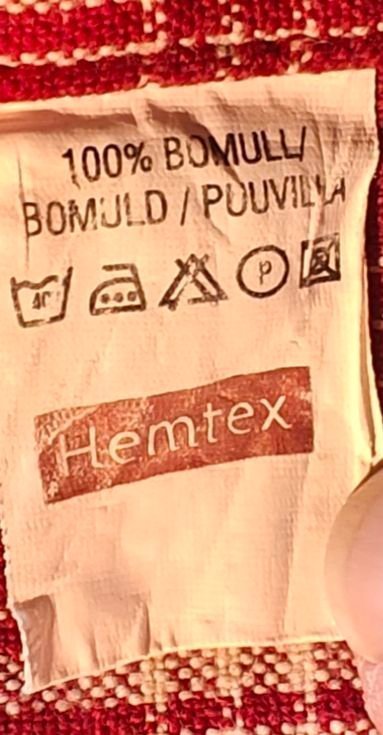 100% BOMULL/
BOMULD / PUUVILLA
40°
P
Hemtex